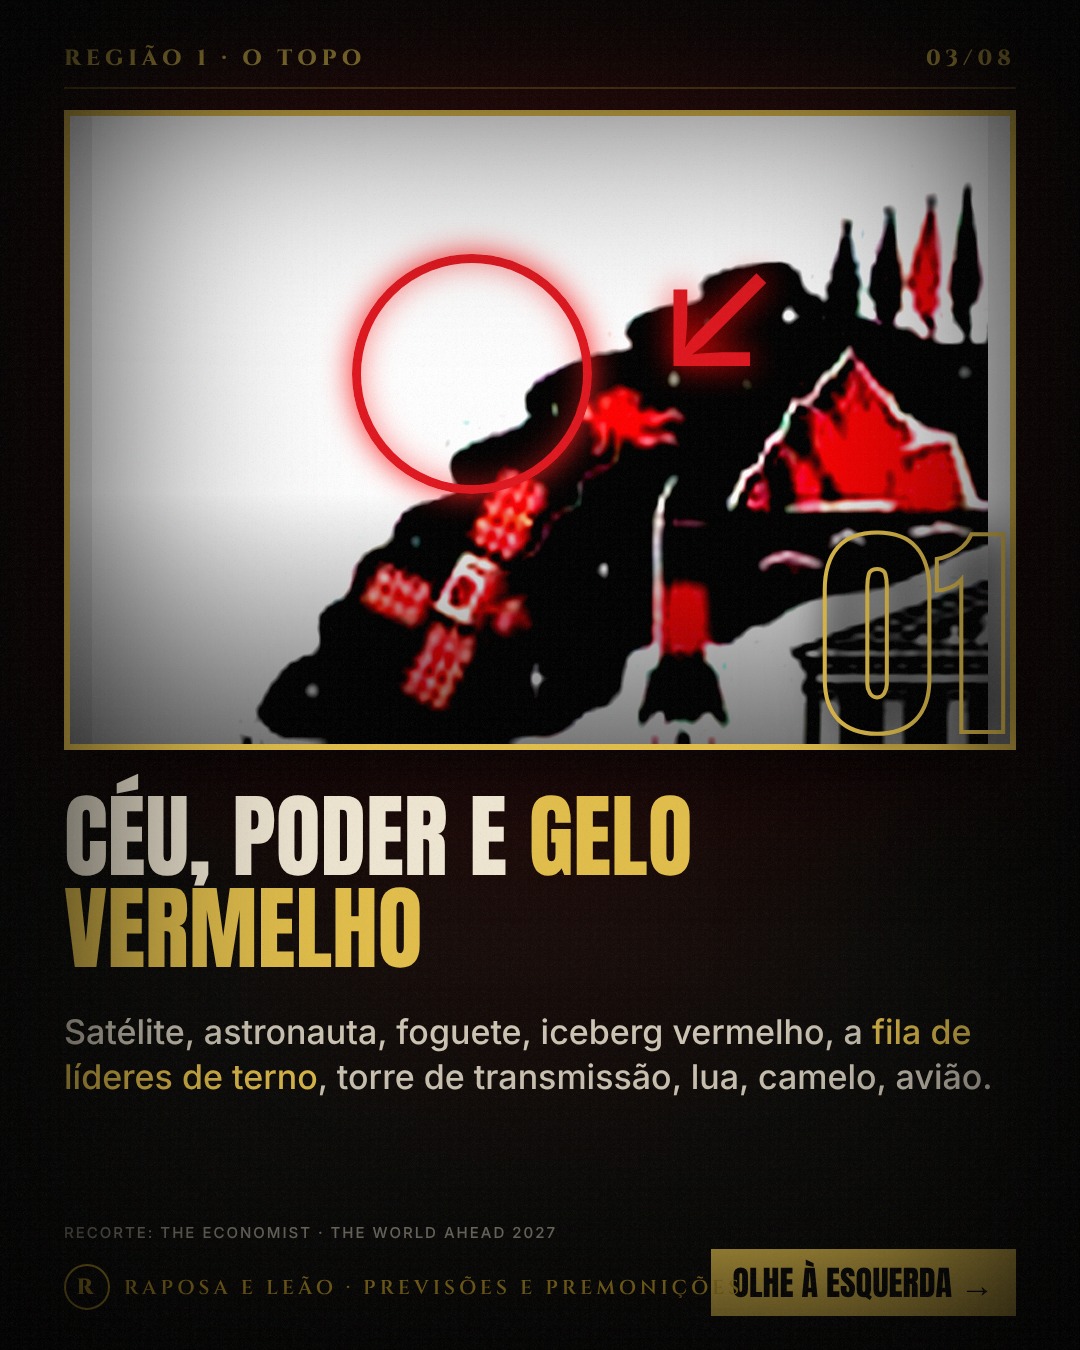 REGIÃO 1 · O TOPO
03/08
01
CÉU, PODER E GELO
VERMELHO
Satélite, astronauta, foguete, iceberg vermelho, a fila de
líderes de terno, torre de transmissão, lua, camelo, avião.
RECORTE: THE ECONOMIST · THE WORLD AHEAD 2027
R RAPOSA E LEÃO · PREVISÕES E PREMONIÇÕES
OLHE À ESQUERDA →